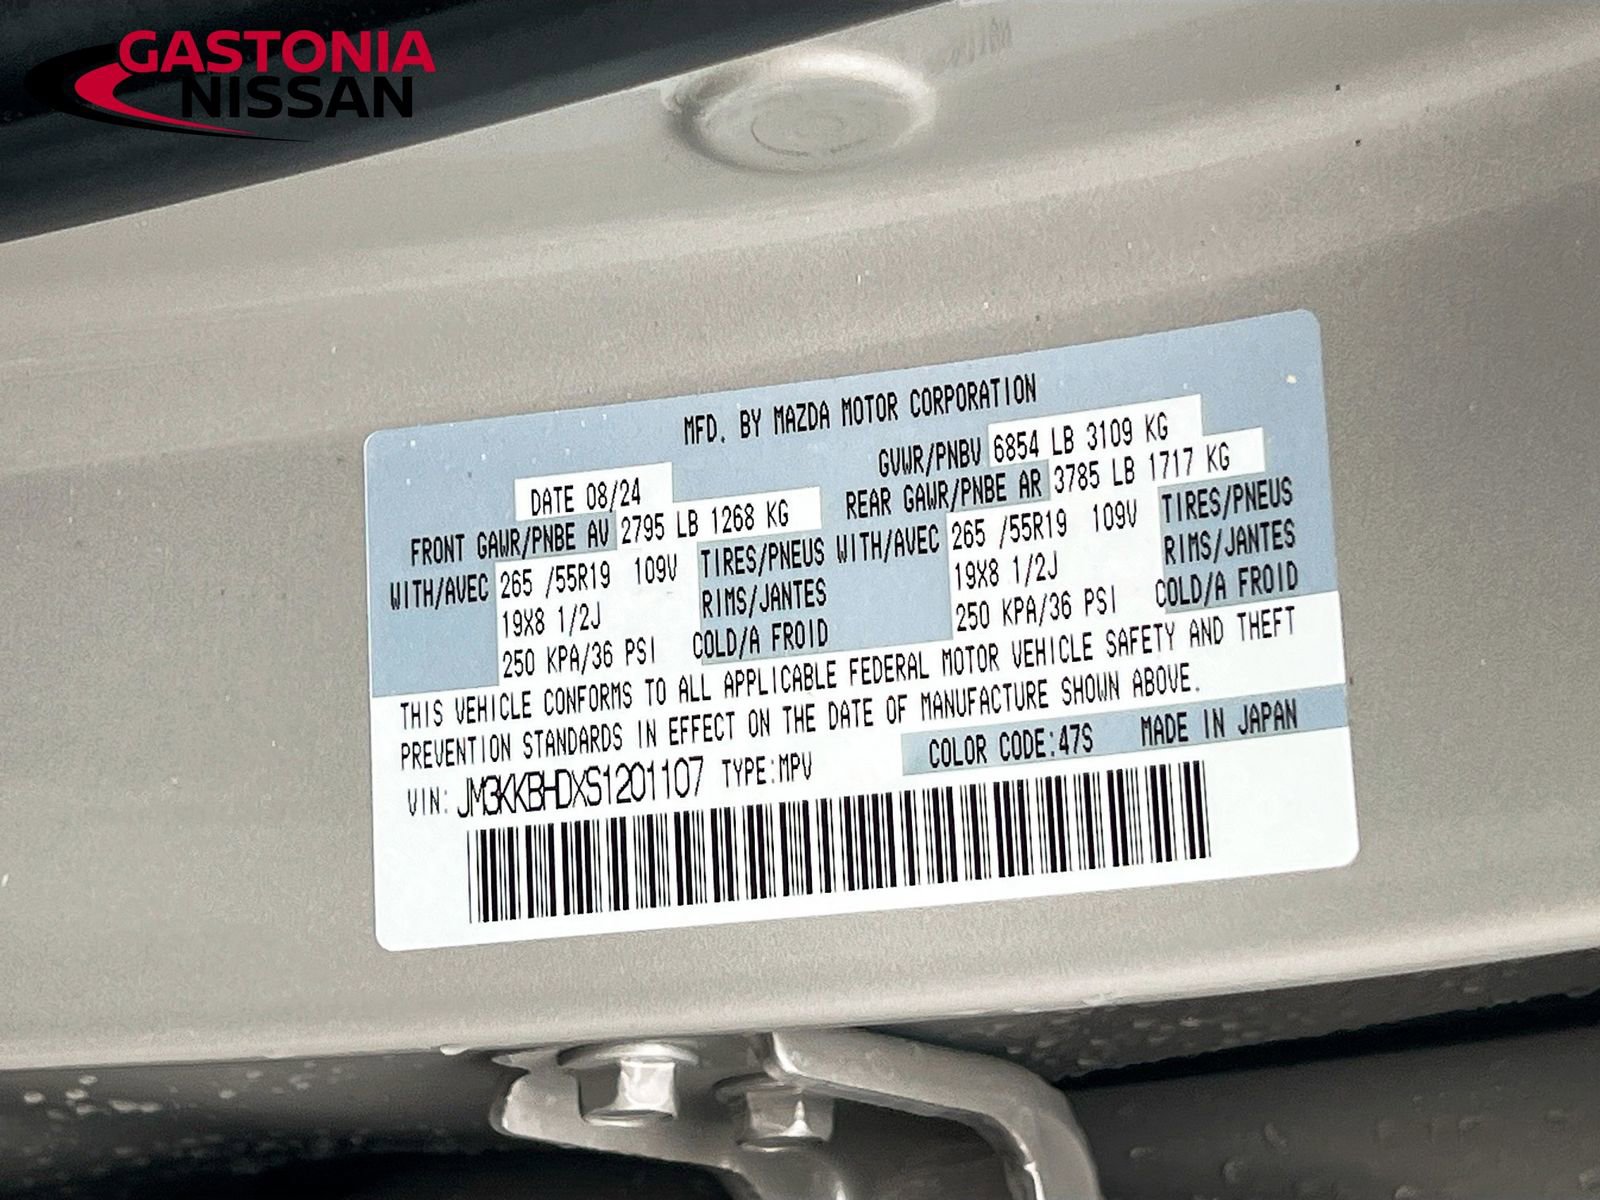 GASTONIA
NISSAN
MFD. BY MAZDA MOTOR CORPORATION
DATE 08/24 GVWR/PNBV 6854 LB 3109 KG
FRONT GAWR/PNBE AV 2795 LB 1268 KG REAR GAWR/PNBE AR 3785 LB 1717 KG
WITH/AVEC 265 /55R19 109V TIRES/PNEUS WITH/AVEC 265 /55R19 109V TIRES/PNEUS
19X8 1/2J RIMS/JANTES 19X8 1/2J RIMS/JANTES
250 KPA/36 PSI COLD/A FROID 250 KPA/36 PSI COLD/A FROID
THIS VEHICLE CONFORMS TO ALL APPLICABLE FEDERAL MOTOR VEHICLE SAFETY AND THEFT
PREVENTION STANDARDS IN EFFECT ON THE DATE OF MANUFACTURE SHOWN ABOVE.
VIN: JM3KKBHDXS1201107 TYPE:MPV COLOR CODE:47S MADE IN JAPAN